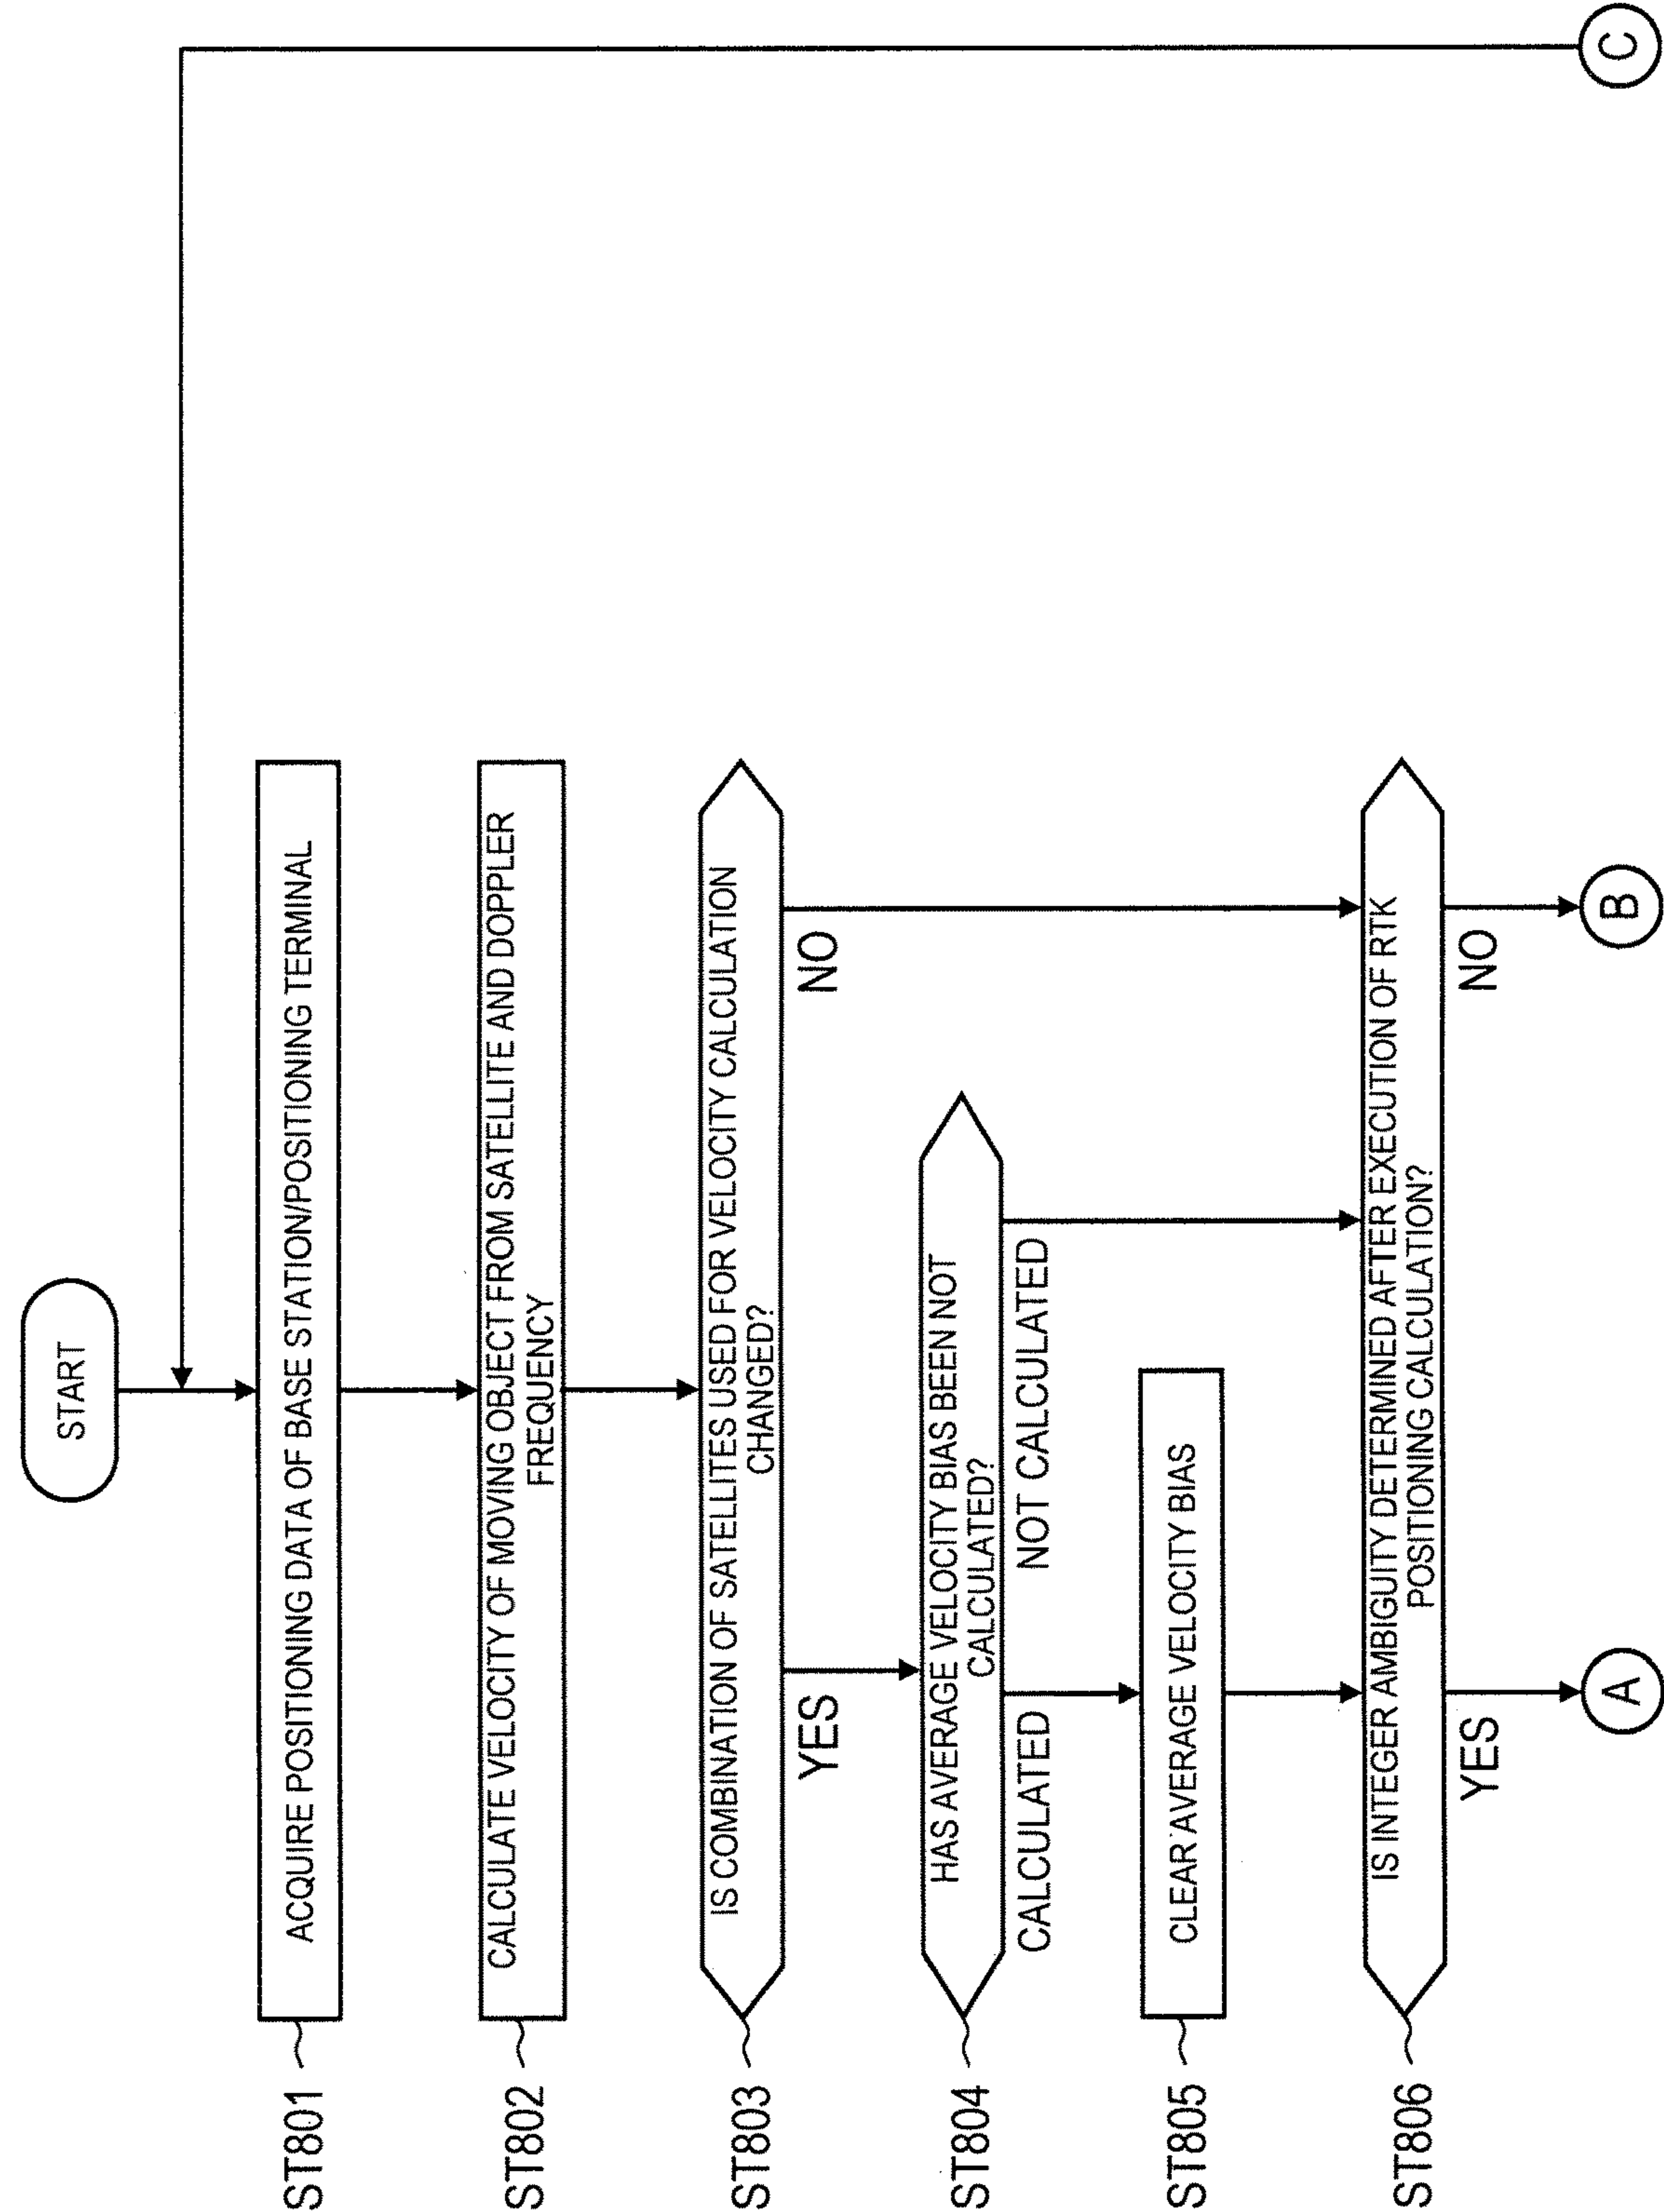 START
ST801
ACQUIRE POSITIONING DATA OF BASE STATION/POSITIONING TERMINAL
ST802
CALCULATE VELOCITY OF MOVING OBJECT FROM SATELLITE AND DOPPLER
FREQUENCY
ST803
IS COMBINATION OF SATELLITES USED FOR VELOCITY CALCULATION
CHANGED?
YES
NO
ST804
HAS AVERAGE VELOCITY BIAS BEEN NOT
CALCULATED?
CALCULATED
NOT CALCULATED
ST805
CLEAR AVERAGE VELOCITY BIAS
ST806
IS INTEGER AMBIGUITY DETERMINED AFTER EXECUTION OF RTK
POSITIONING CALCULATION?
YES
NO
A
B
C